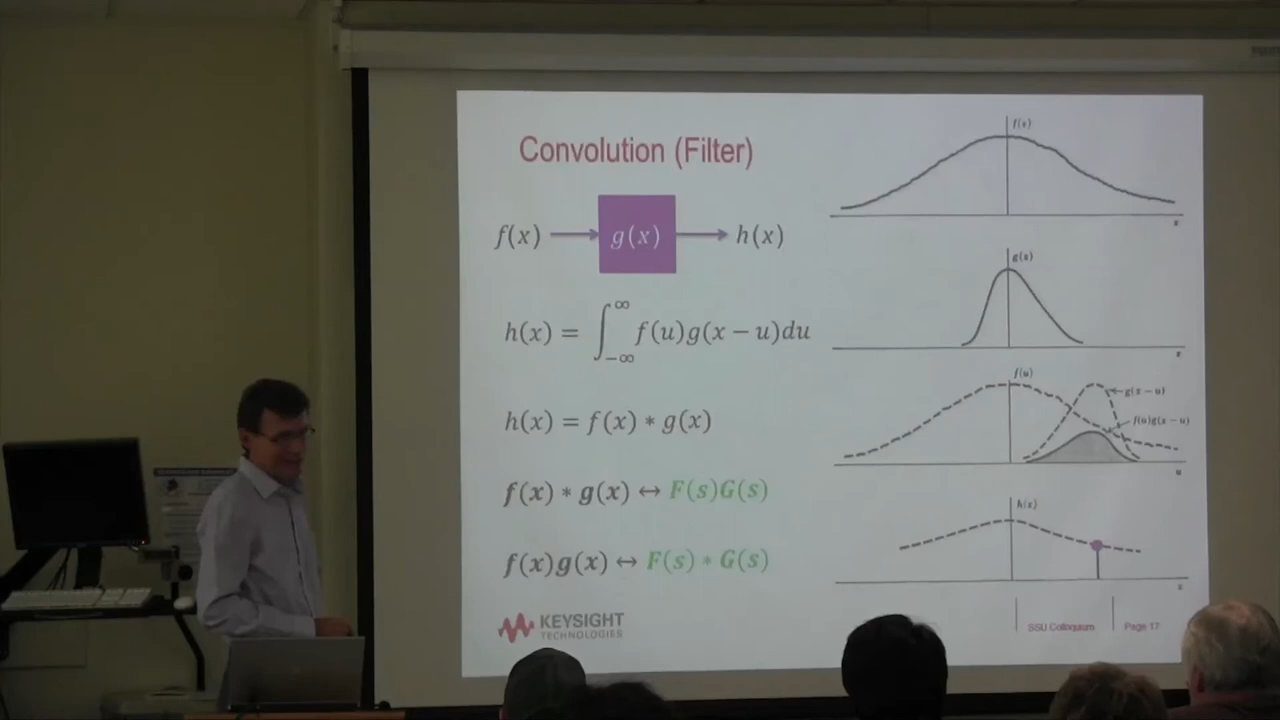 Convolution (Filter)
f(x) → g(x) → h(x)
h(x) = ∫_{-∞}^{∞} f(u)g(x − u)du
h(x) = f(x) ∗ g(x)
f(x) ∗ g(x) ↔ F(s)G(s)
f(x)g(x) ↔ F(s) ∗ G(s)
KEYSIGHT
TECHNOLOGIES
f(x)
x
g(x)
x
f(u)
g(x − u)
f(u)g(x − u)
u
h(x)
x
SSU Colloquium
Page 17